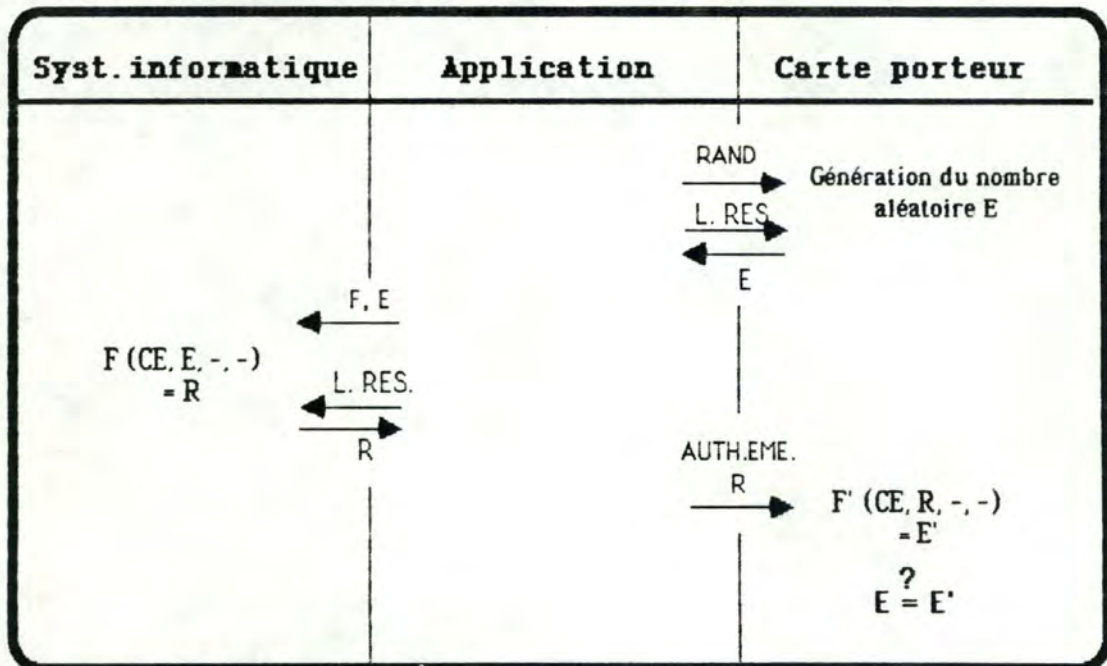 Syst.informatique Application Carte porteur
RAND
Génération du nombre
aléatoire E
L. RES
E
F, E
F (CE, E, -, -)
= R
L. RES.
R
AUTH.EME.
R
F' (CE, R, -, -)
= E'
?
E = E'